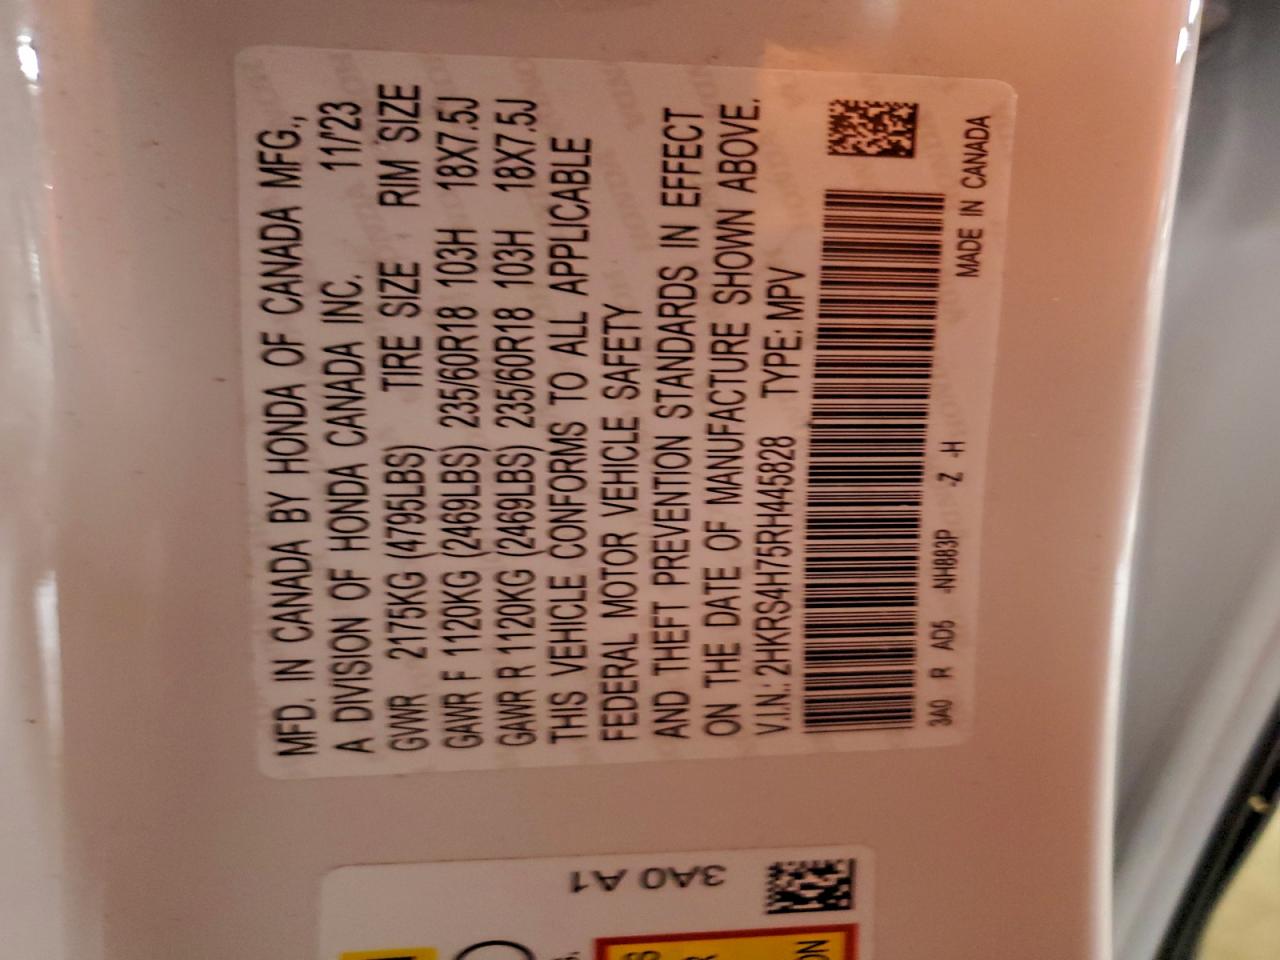 MFD. IN CANADA BY HONDA OF CANADA MFG.,
A DIVISION OF HONDA CANADA INC. 11/'23
GWR 2175KG (4795LBS) TIRE SIZE RIM SIZE
GAWR F 1120KG (2469LBS) 235/60R18 103H 18X7.5J
GAWR R 1120KG (2469LBS) 235/60R18 103H 18X7.5J
THIS VEHICLE CONFORMS TO ALL APPLICABLE
FEDERAL MOTOR VEHICLE SAFETY
AND THEFT PREVENTION STANDARDS IN EFFECT
ON THE DATE OF MANUFACTURE SHOWN ABOVE.
V.I.N.: 2HKRS4H75RH445828 TYPE: MPV
3A0 R AD5 -NH883P -Z -H
MADE IN CANADA
3A0 A1